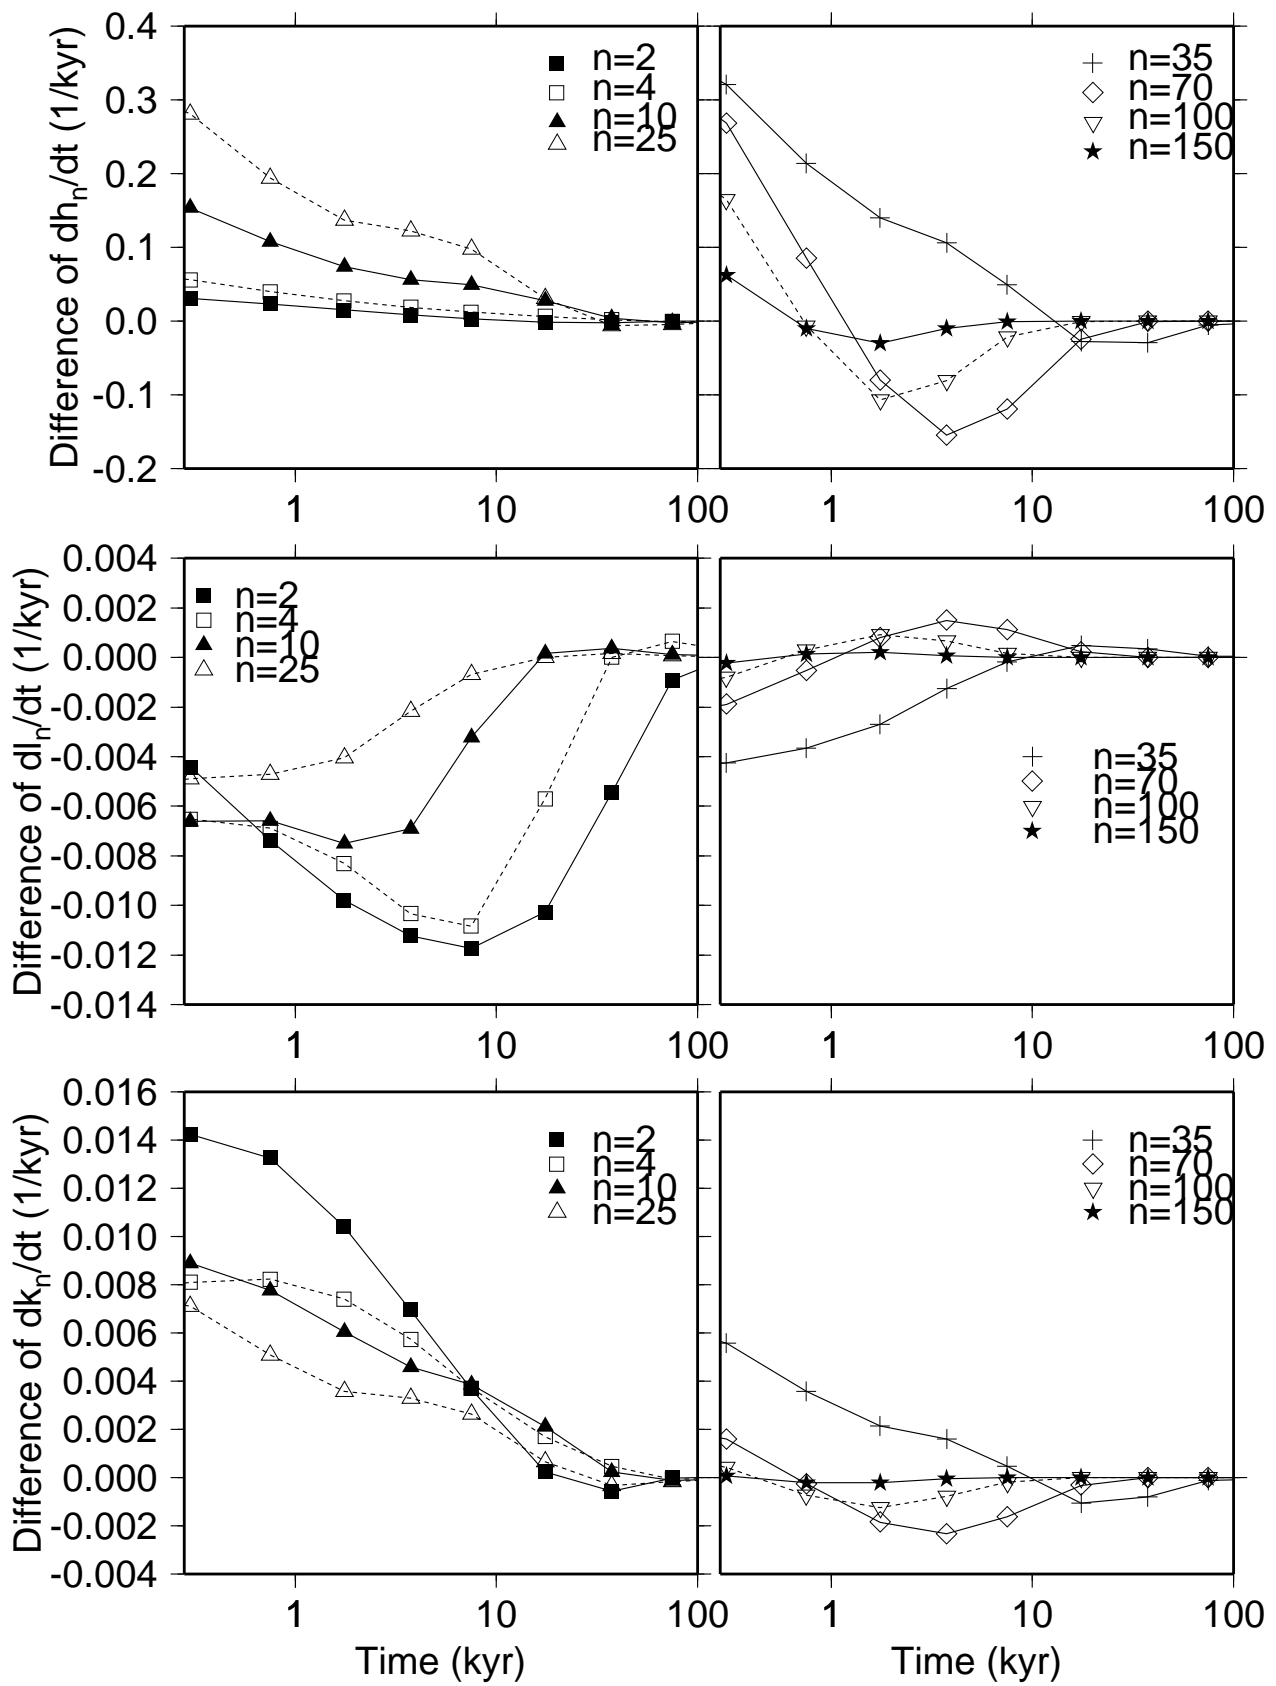 Difference of dhn/dt (1/kyr)
0.4
0.3
0.2
0.1
0.0
-0.1
-0.2
n=2
n=4
n=10
n=25
1 10 100
n=35
n=70
n=100
n=150
1 10 100
Difference of dln/dt (1/kyr)
0.004
0.002
0.000
-0.002
-0.004
-0.006
-0.008
-0.010
-0.012
-0.014
n=2
n=4
n=10
n=25
1 10 100
n=35
n=70
n=100
n=150
1 10 100
Difference of dkn/dt (1/kyr)
0.016
0.014
0.012
0.010
0.008
0.006
0.004
0.002
0.000
-0.002
-0.004
n=2
n=4
n=10
n=25
1 10 100
Time (kyr)
n=35
n=70
n=100
n=150
1 10 100
Time (kyr)